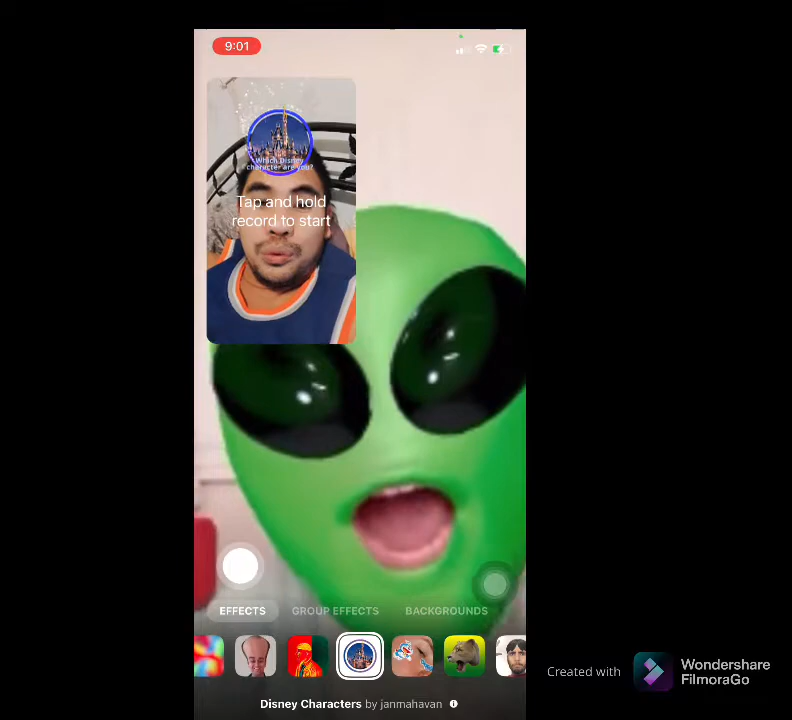 9:01
Which Disney
character are you?
Tap and hold
record to start
EFFECTS GROUP EFFECTS BACKGROUNDS
Disney Characters by janmahavan
Created with
Wondershare
FilmoraGo